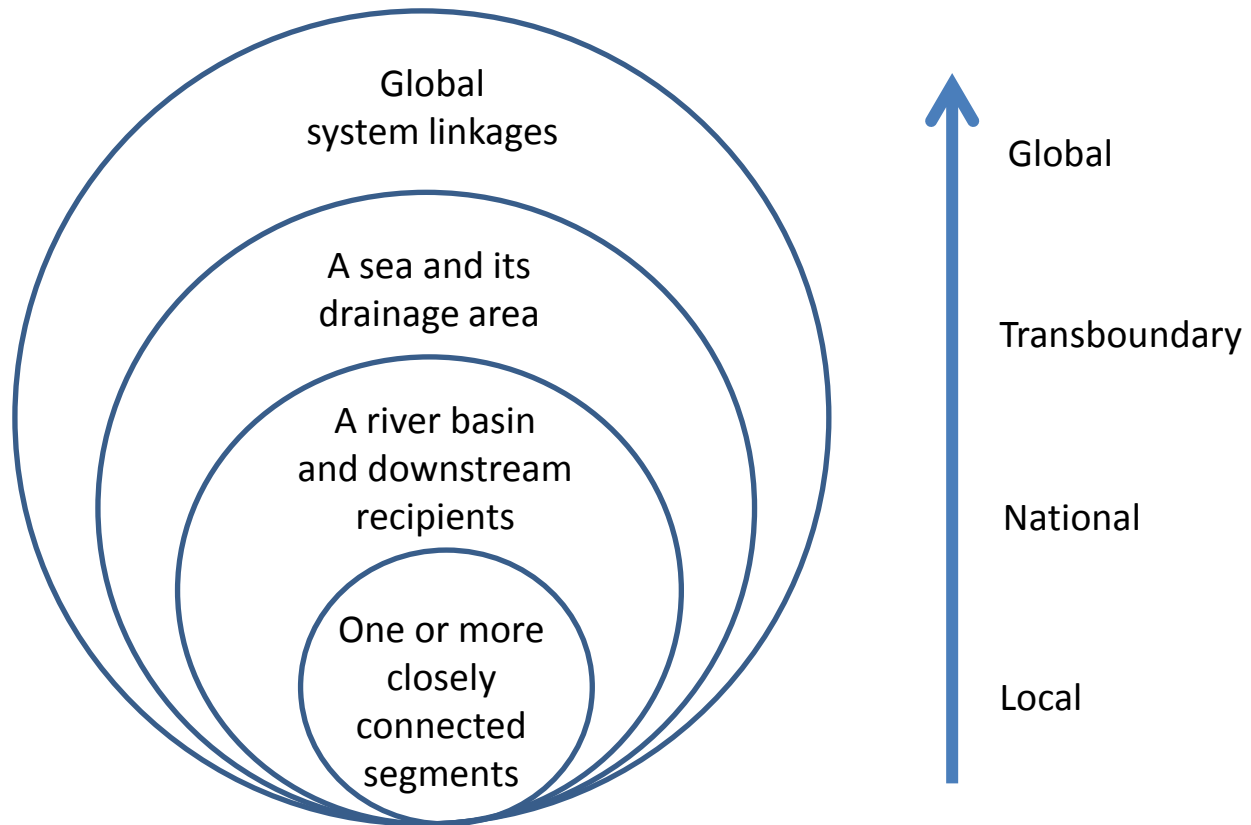 Global
system linkages
A sea and its
drainage area
A river basin
and downstream
recipients
One or more
closely
connected
segments
Global
Transboundary
National
Local